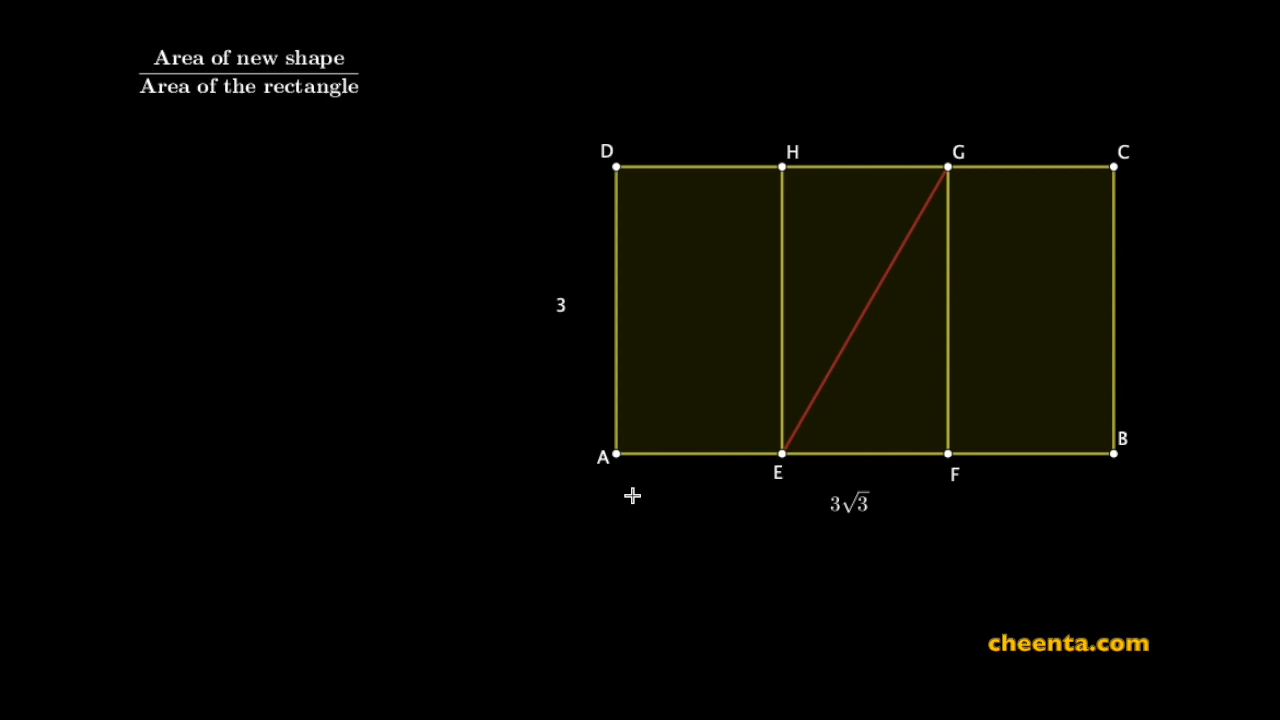 Area of new shape
Area of the rectangle
D H G C
3
A E F B
3√3
cheenta.com